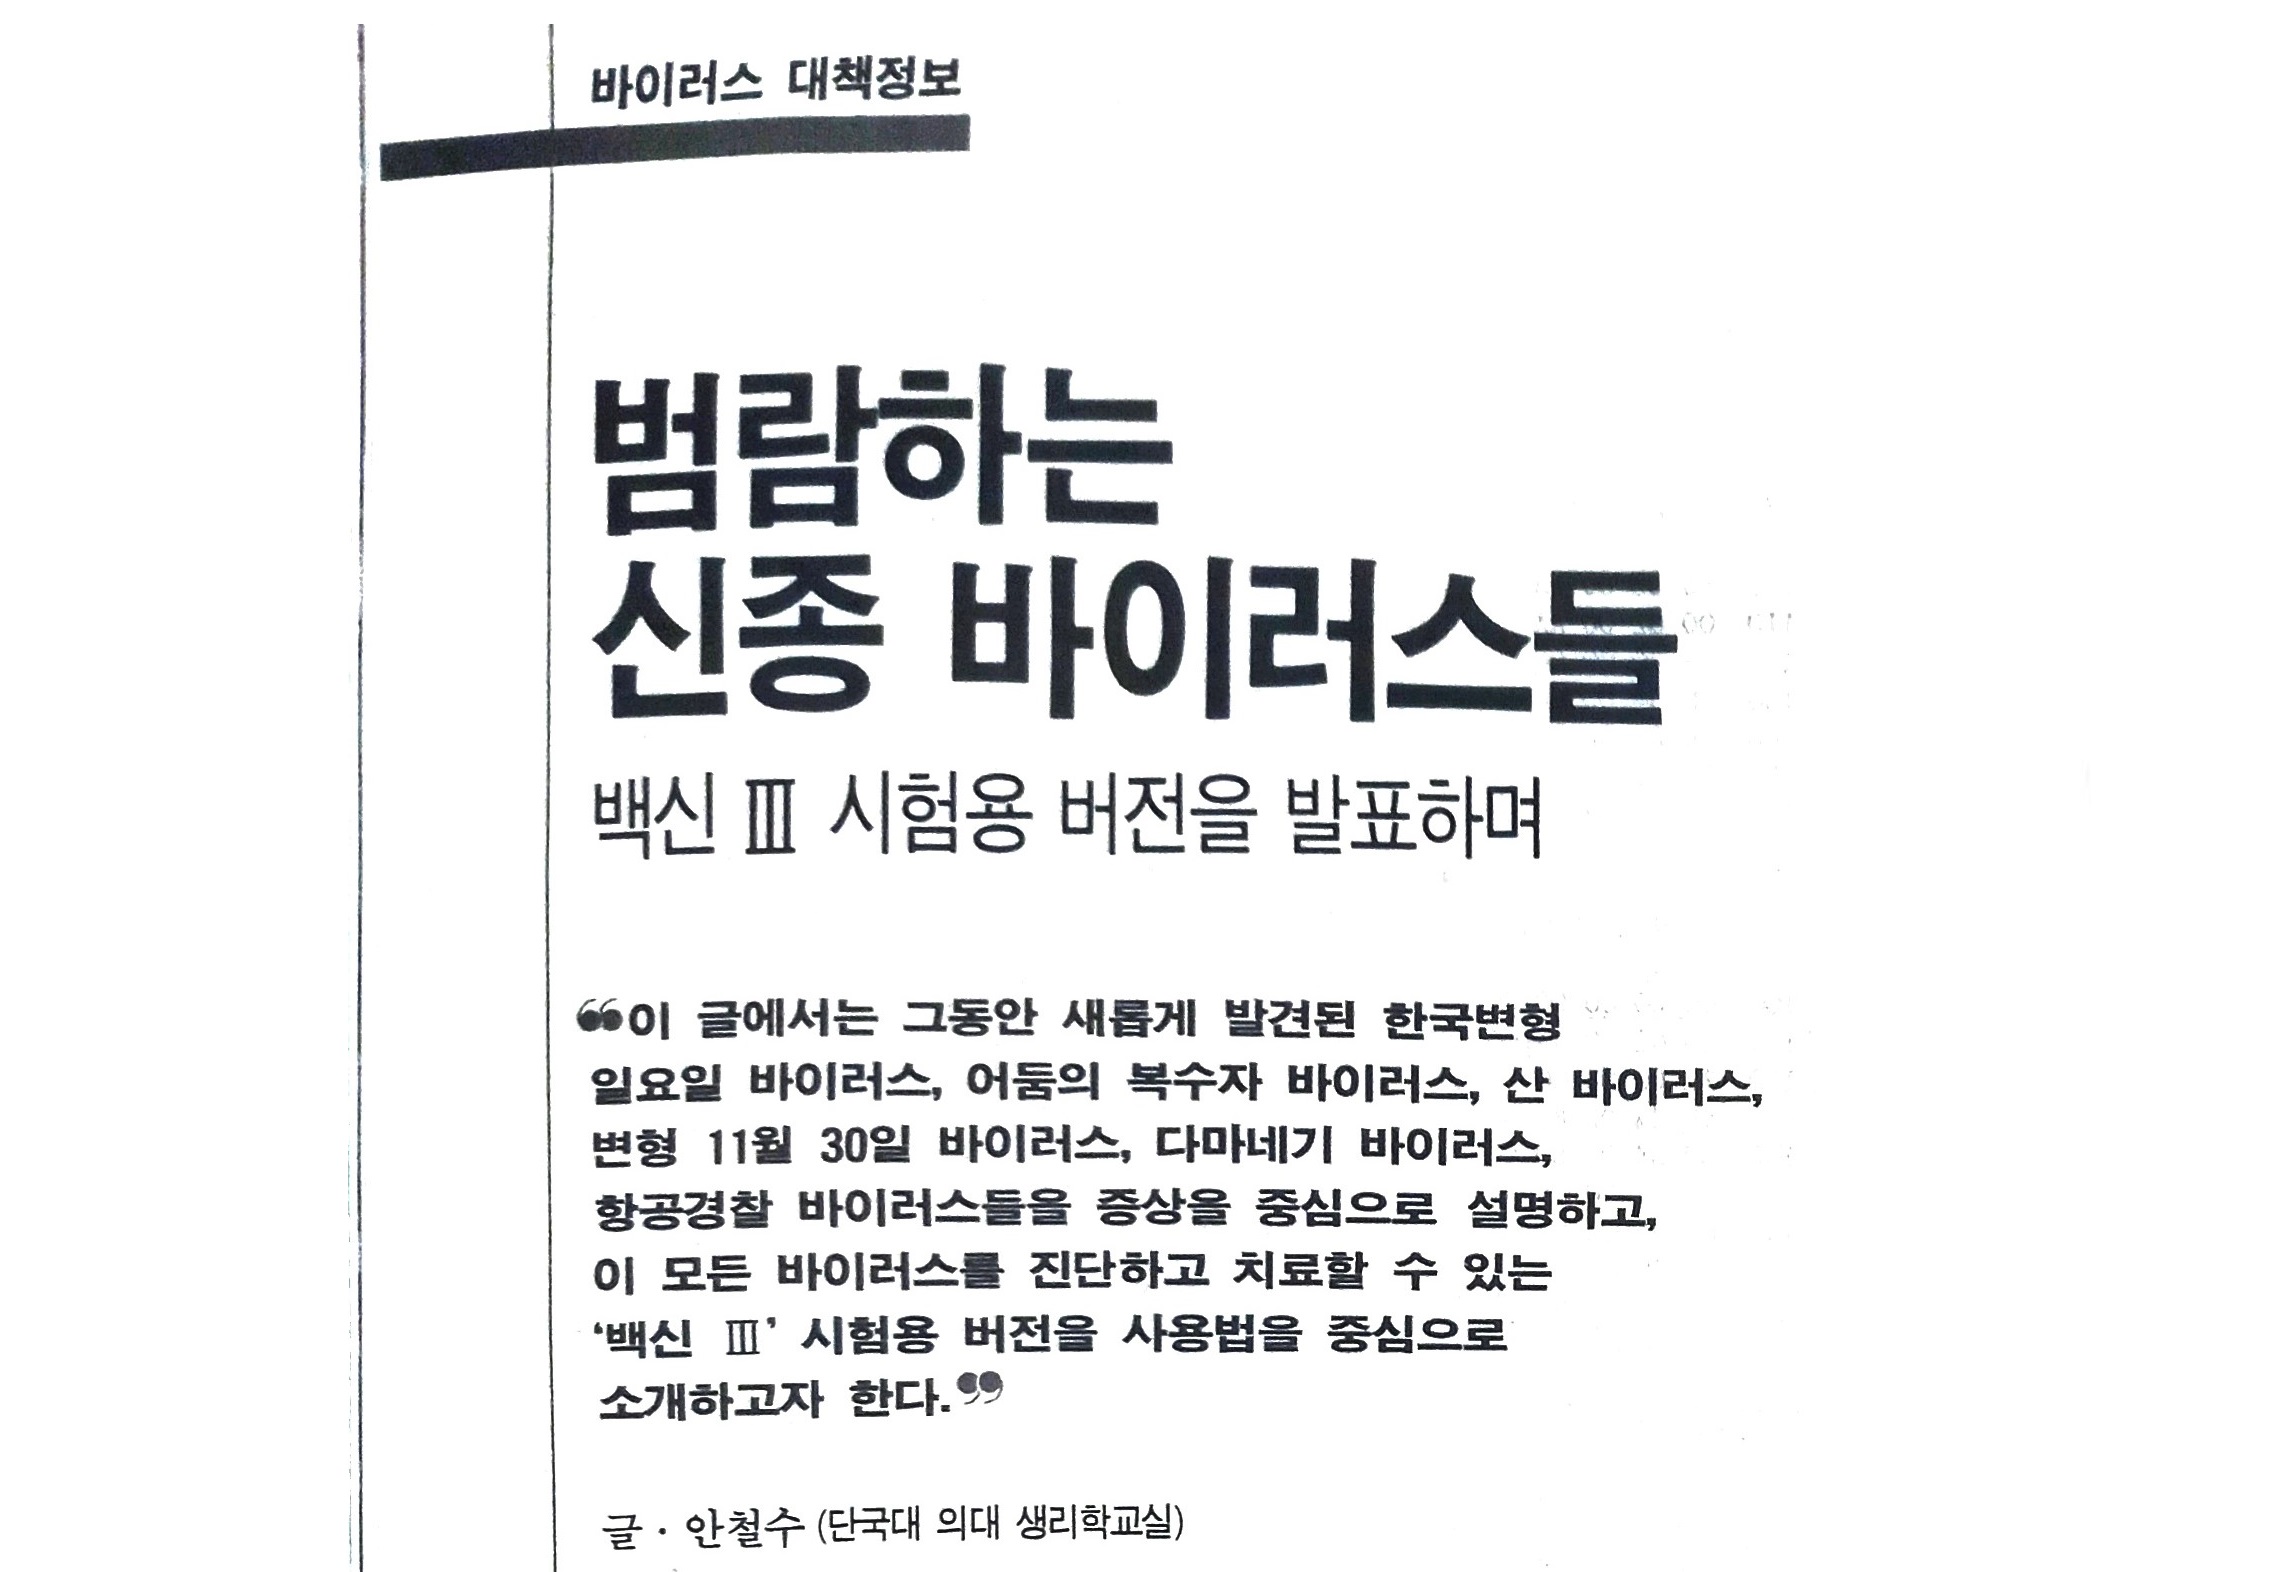 바이러스 대책정보
범람하는
신종 바이러스들
백신 Ⅲ 시험용 버전을 발표하며
❝이 글에서는 그동안 새롭게 발견된 한국변형
일요일 바이러스, 어둠의 복수자 바이러스, 산 바이러스,
변형 11월 30일 바이러스, 다마네기 바이러스,
항공경찰 바이러스들을 증상을 중심으로 설명하고,
이 모든 바이러스를 진단하고 치료할 수 있는
‘백신 Ⅲ’ 시험용 버전을 사용법을 중심으로
소개하고자 한다.❞
글·안철수(단국대 의대 생리학교실)